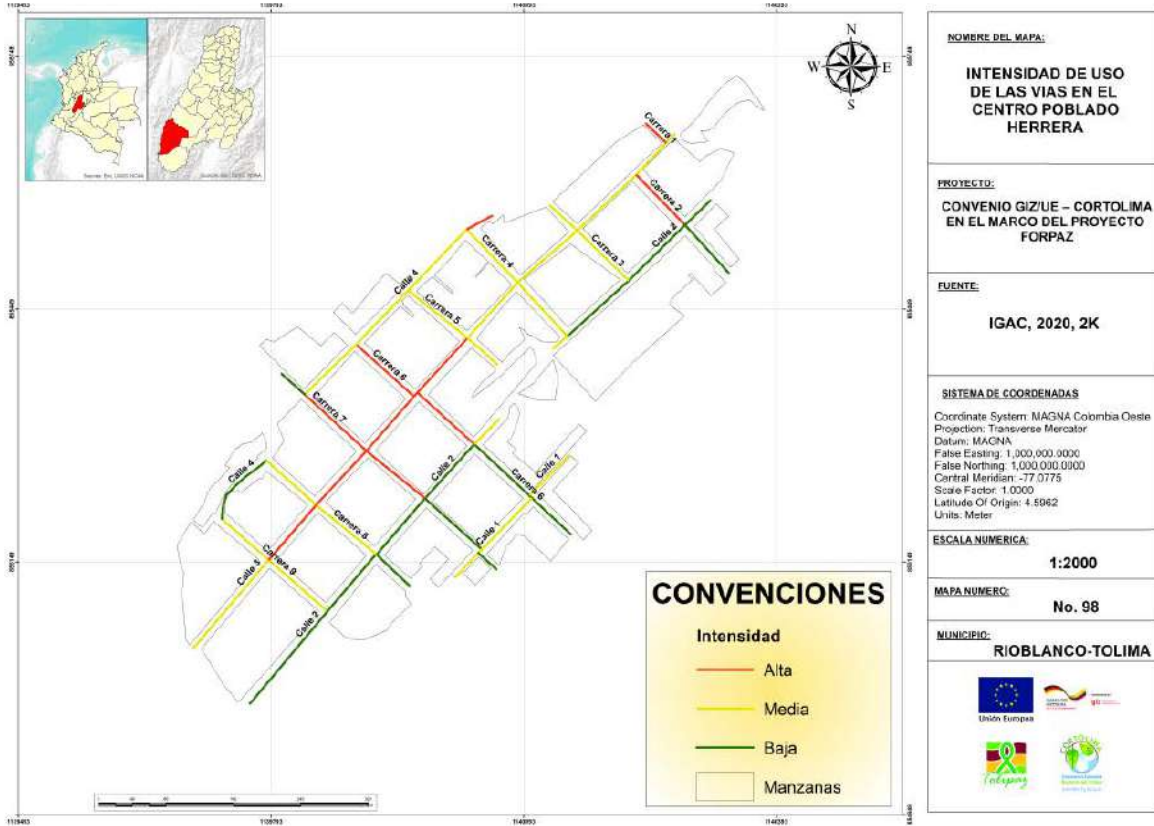 N
W
E
S
Carrera 1
Carrera 2
Calle 2
Carrera 3
Carrera 4
Calle 4
Carrera 5
Carrera 6
Carrera 7
Calle 2
Calle 1
Carrera 6
Calle 4
Carrera 8
Calle 1
Carrera 9
Calle 5
Calle 2
CONVENCIONES
Intensidad
Alta
Media
Baja
Manzanas
NOMBRE DEL MAPA:
INTENSIDAD DE USO
DE LAS VIAS EN EL
CENTRO POBLADO
HERRERA
PROYECTO:
CONVENIO GIZ/UE – CORTOLIMA
EN EL MARCO DEL PROYECTO
FORPAZ
FUENTE:
IGAC, 2020, 2K
SISTEMA DE COORDENADAS
Coordinate System: MAGNA Colombia Oeste
Projection: Transverse Mercator
Datum: MAGNA
False Easting: 1,000,000.0000
False Northing: 1,000,000.0000
Central Meridian: -77.0775
Scale Factor: 1.0000
Latitude Of Origin: 4.5962
Units: Meter
ESCALA NUMERICA:
1:2000
MAPA NUMERO:
No. 98
MUNICIPIO:
RIOBLANCO-TOLIMA
Unión Europea
giz
Tolipaz
CORTOLIMA